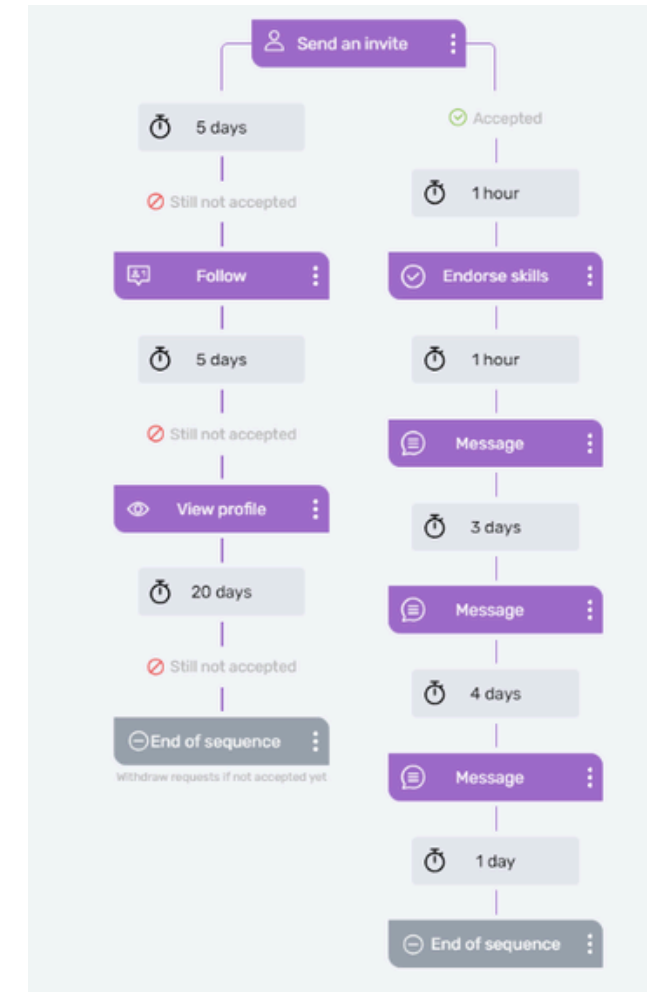 Send an invite
5 days
Still not accepted
Follow
5 days
Still not accepted
View profile
20 days
Still not accepted
End of sequence
Withdraw requests if not accepted yet
Accepted
1 hour
Endorse skills
1 hour
Message
3 days
Message
4 days
Message
1 day
End of sequence